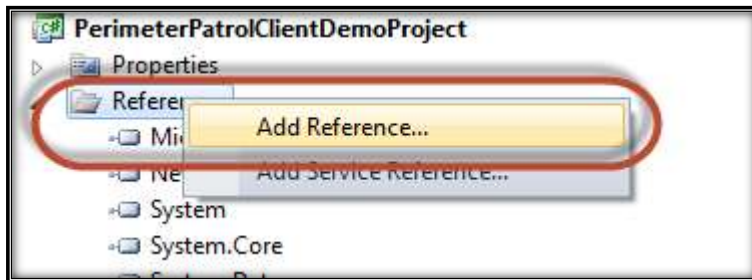 PerimeterPatrolClientDemoProject
Properties
Add Reference...
Add Service Reference...
System
System.Core